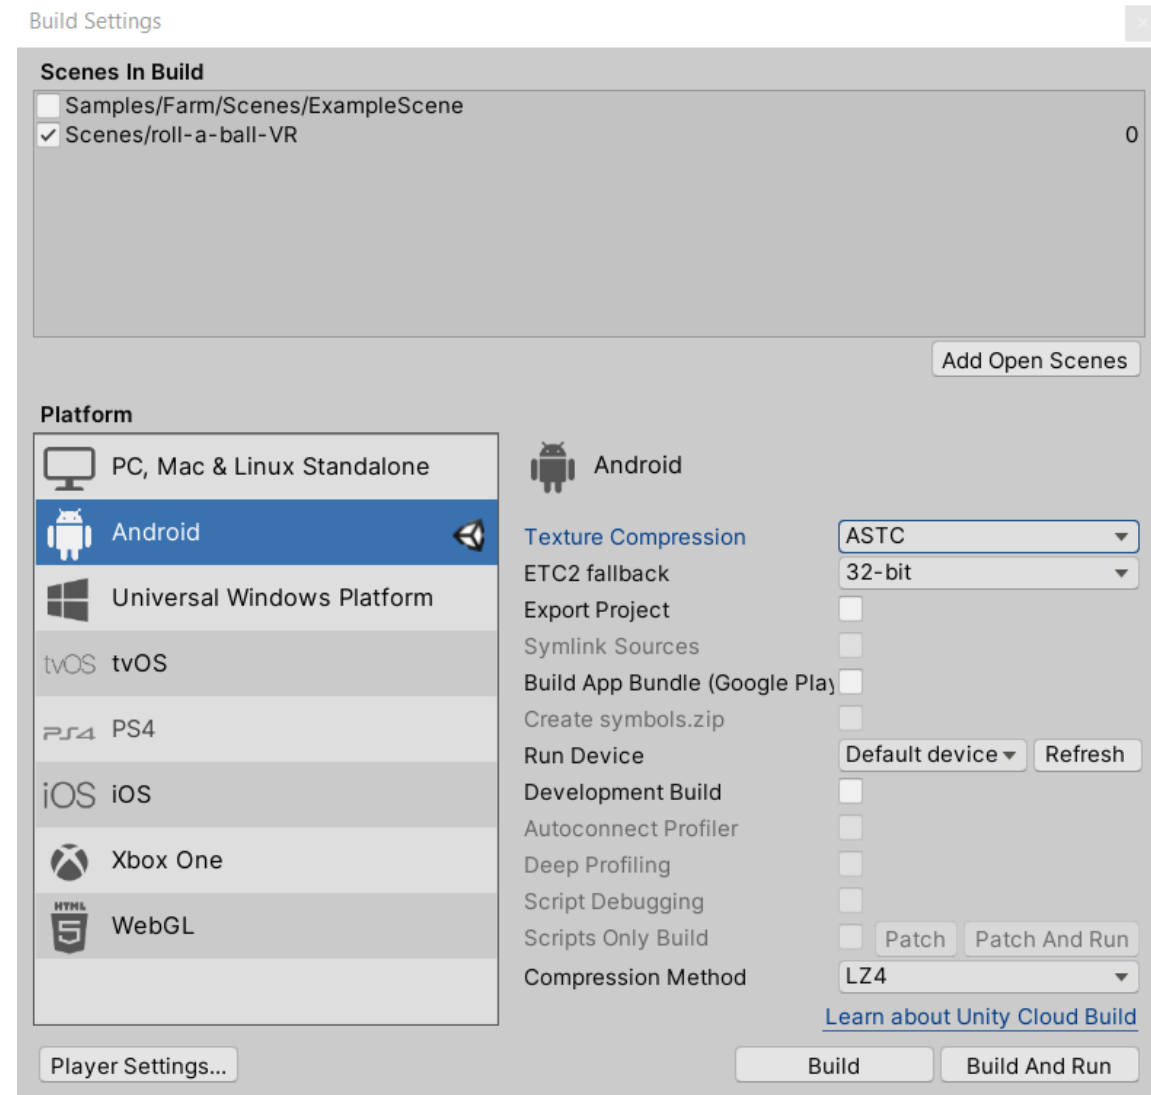 Build Settings
Scenes In Build
Samples/Farm/Scenes/ExampleScene
Scenes/roll-a-ball-VR 0
Add Open Scenes
Platform
PC, Mac & Linux Standalone
Android
Universal Windows Platform
tvOS tvOS
PS4 PS4
iOS iOS
Xbox One
HTML 5 WebGL
Android
Texture Compression ASTC
ETC2 fallback 32-bit
Export Project
Symlink Sources
Build App Bundle (Google Play
Create symbols.zip
Run Device Default device Refresh
Development Build
Autoconnect Profiler
Deep Profiling
Script Debugging
Scripts Only Build Patch Patch And Run
Compression Method LZ4
Learn about Unity Cloud Build
Player Settings... Build Build And Run